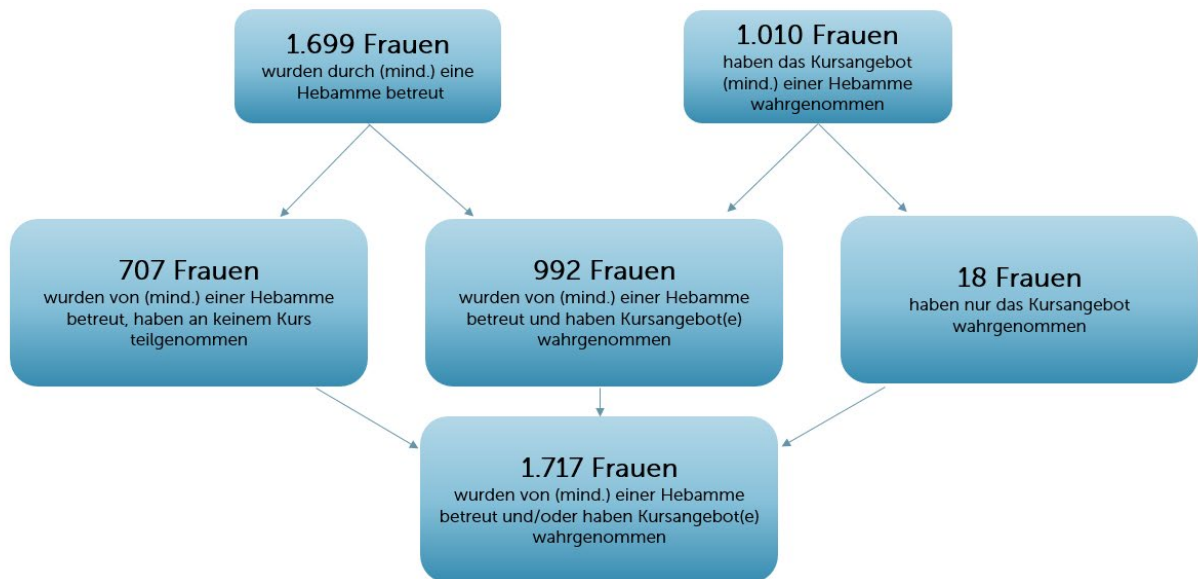 1.699 Frauen
wurden durch (mind.) eine
Hebamme betreut
1.010 Frauen
haben das Kursangebot
(mind.) einer Hebamme
wahrgenommen
707 Frauen
wurden von (mind.) einer Hebamme
betreut, haben an keinem Kurs
teilgenommen
992 Frauen
wurden von (mind.) einer Hebamme
betreut und haben Kursangebot(e)
wahrgenommen
18 Frauen
haben nur das Kursangebot
wahrgenommen
1.717 Frauen
wurden von (mind.) einer Hebamme
betreut und/oder haben Kursangebot(e)
wahrgenommen